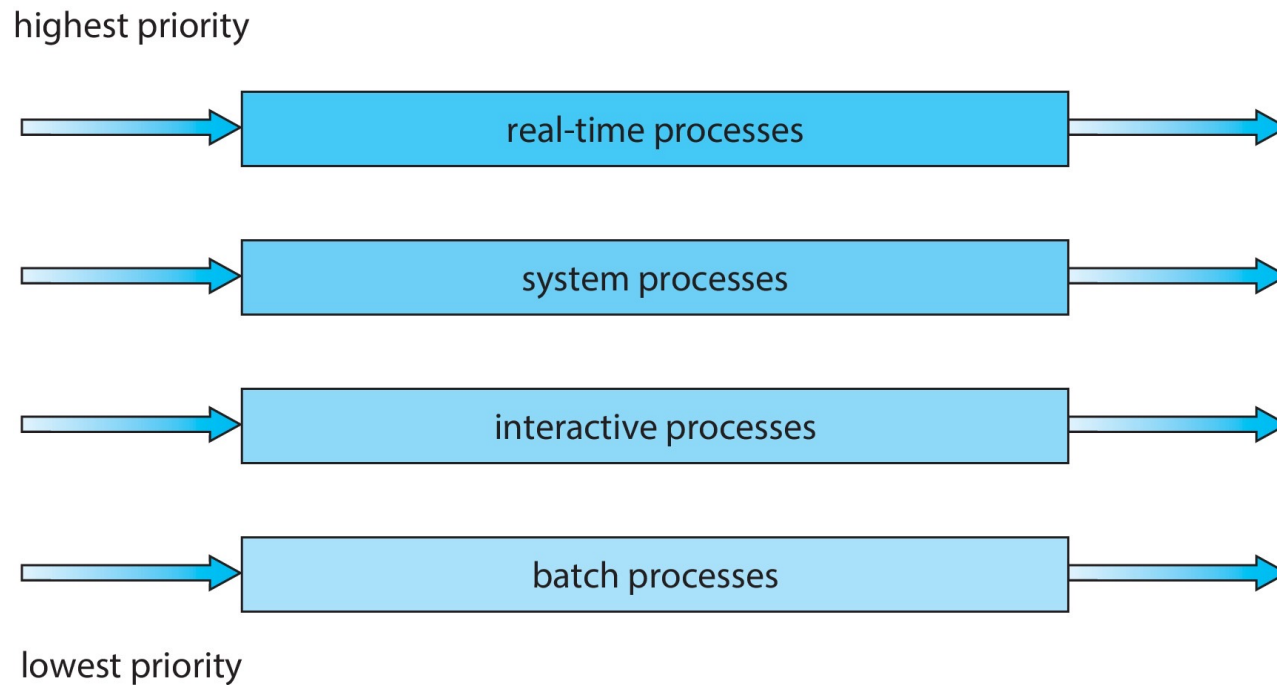 highest priority
real-time processes
system processes
interactive processes
batch processes
lowest priority